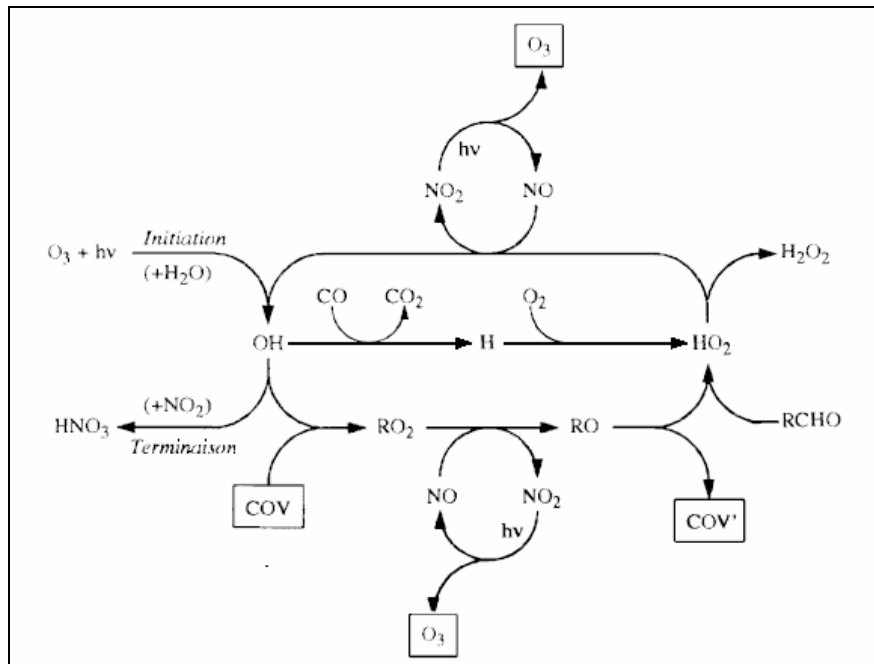 O₃
hν
NO₂ NO
O₃ + hν Initiation H₂O₂
(+H₂O)
CO CO₂ O₂
OH H HO₂
(+NO₂)
HNO₃ RO₂ RO RCHO
Terminaison
COV NO NO₂ COV'
hν
O₃